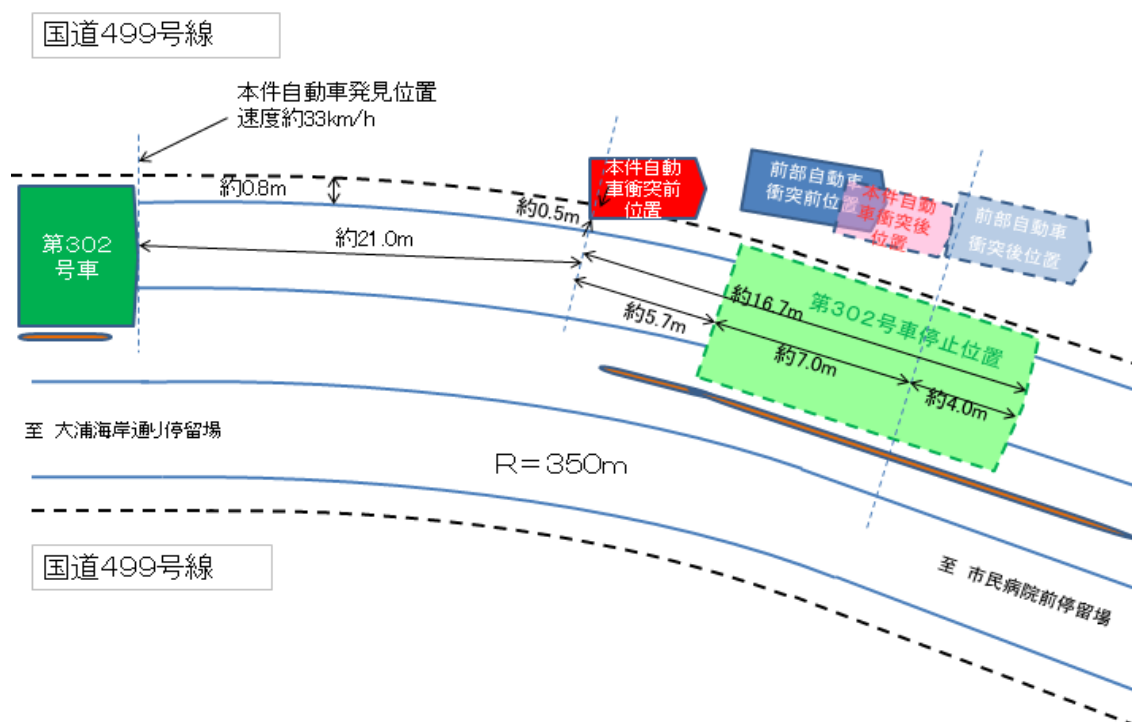 国道499号線
本件自動車発見位置
速度約33km/h
約0.8m
本件自動
車衝突前
位置
前部自動車
衝突前位置
本件自動
車衝突後
位置
前部自動車
衝突後位置
約0.5m
第302
号車
約21.0m
約16.7m
第302号車停止位置
約5.7m
約7.0m
約4.0m
至 大浦海岸通り停留場
R=350m
国道499号線
至 市民病院前停留場